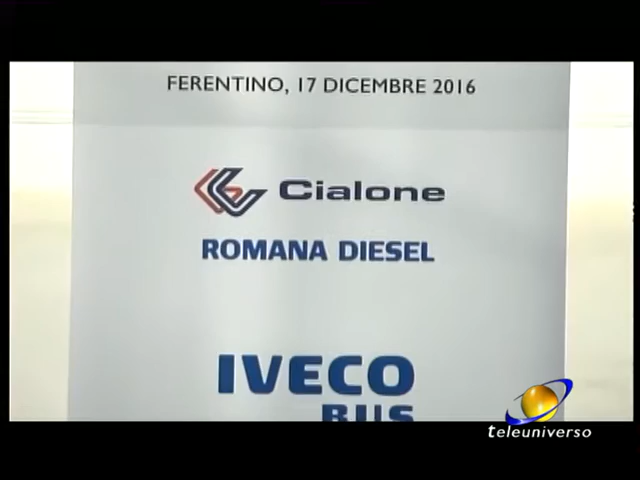 FERENTINO, 17 DICEMBRE 2016
Cialone
ROMANA DIESEL
IVECO
BUS
teleuniverso